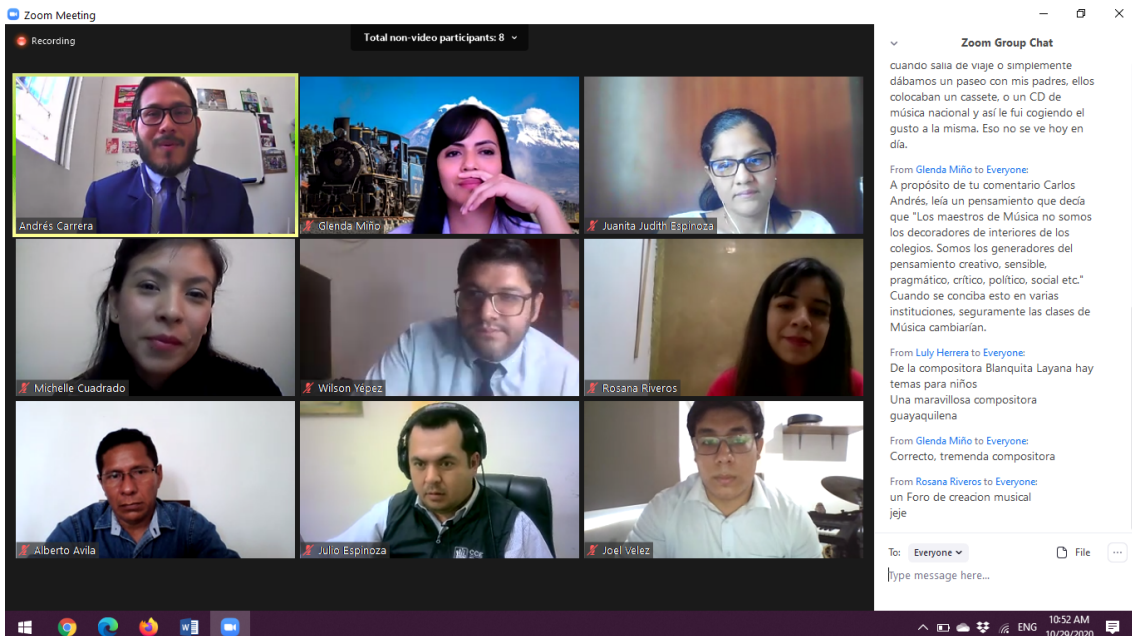 Zoom Meeting
Recording
Total non-video participants: 8
Andrés Carrera
Glenda Miño
Juanita Judith Espinoza
Michelle Cuadrado
Wilson Yépez
Rosana Riveros
Alberto Avila
Julio Espinoza
Joel Velez
Zoom Group Chat
cuando salía de viaje o simplemente
dábamos un paseo con mis padres, ellos
colocaban un cassete, o un CD de
música nacional y así le fui cogiendo el
gusto a la misma. Eso no se ve hoy en
día.
From Glenda Miño to Everyone:
A propósito de tu comentario Carlos
Andrés, leía un pensamiento que decía
que "Los maestros de Música no somos
los decoradores de interiores de los
colegios. Somos los generadores del
pensamiento creativo, sensible,
pragmático, crítico, político, social etc."
Cuando se conciba esto en varias
instituciones, seguramente las clases de
Música cambiarían.
From Luly Herrera to Everyone:
De la compositora Blanquita Layana hay
temas para niños
Una maravillosa compositora
guayaquilena
From Glenda Miño to Everyone:
Correcto, tremenda compositora
From Rosana Riveros to Everyone:
un Foro de creacion musical
jeje
To: Everyone File
Type message here...
ENG
10:52 AM
10/29/2020